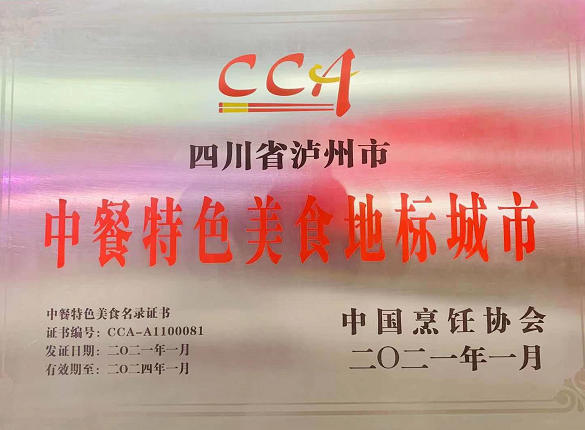 CCA
四川省泸州市
中餐特色美食地标城市
中餐特色美食名录证书
证书编号：CCA-A1100081
发证日期：二〇二一年一月
有效期至：二〇二四年一月
中国烹饪协会
二〇二一年一月